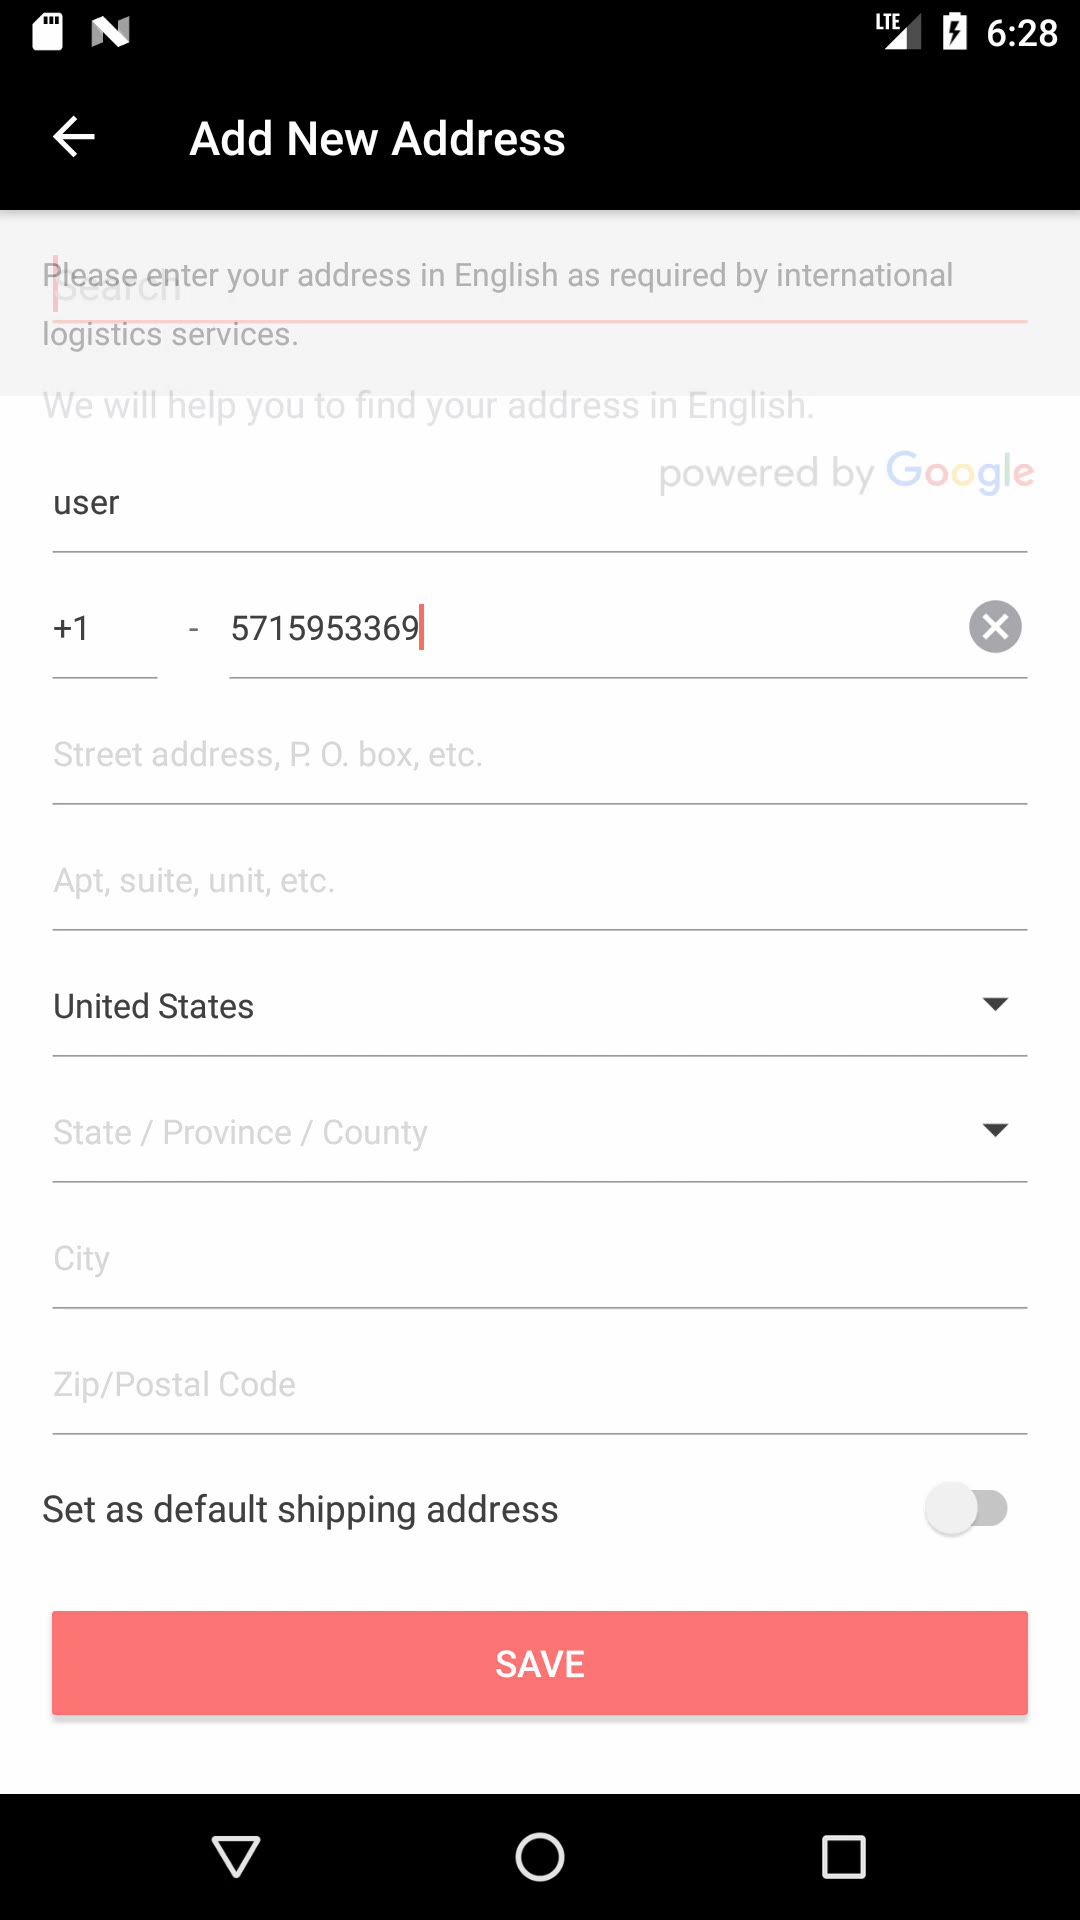 LTE 6:28
Add New Address
Please enter your address in English as required by international
Search
logistics services.
We will help you to find your address in English.
powered by Google
user
+1 - 5715953369
Street address, P. O. box, etc.
Apt, suite, unit, etc.
United States
State / Province / County
City
Zip/Postal Code
Set as default shipping address
SAVE